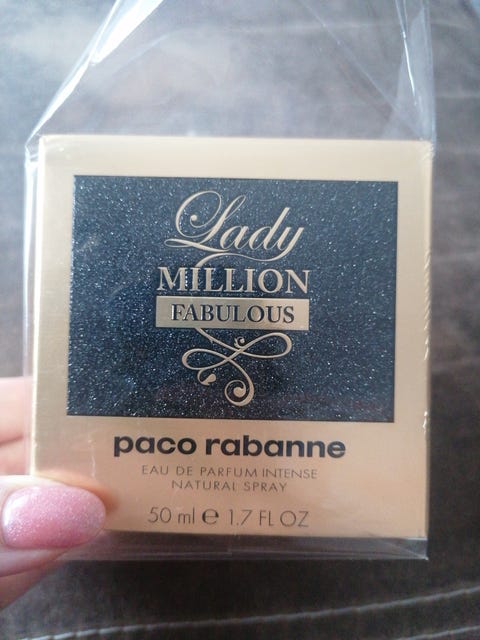 Lady
MILLION
FABULOUS
paco rabanne
EAU DE PARFUM INTENSE
NATURAL SPRAY
50 ml e 1.7 FL OZ